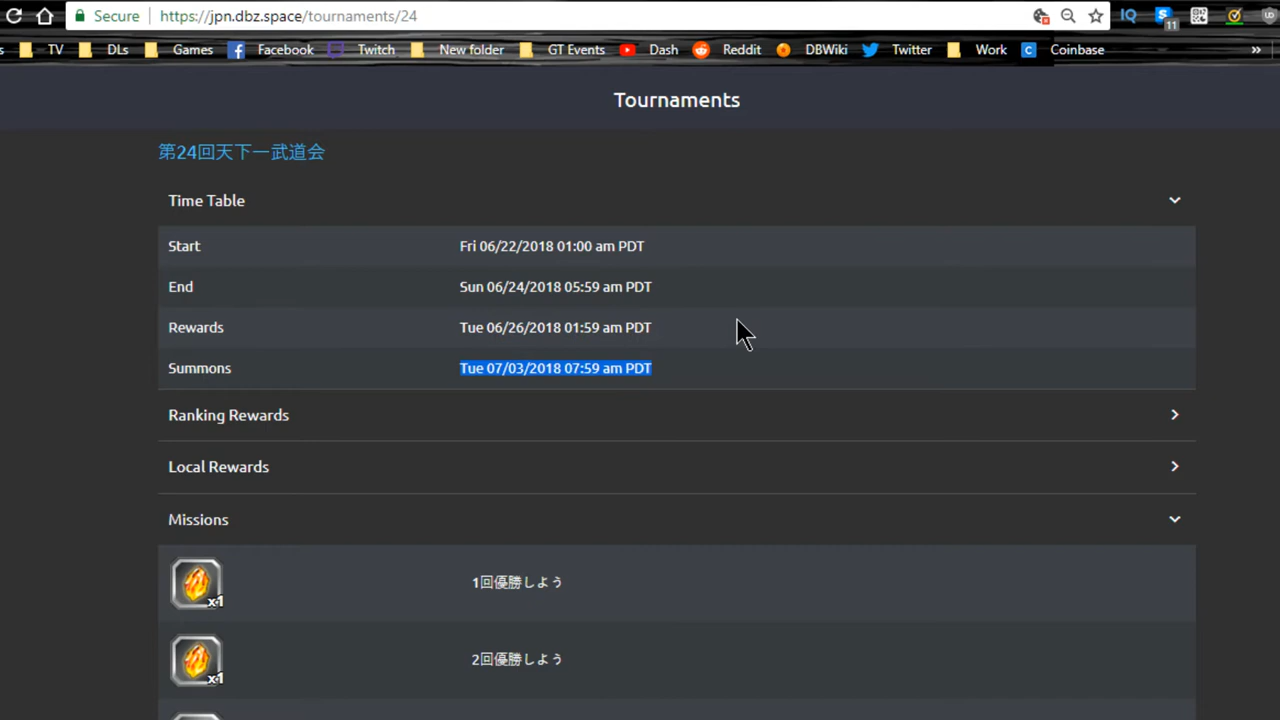 Secure https://jpn.dbz.space/tournaments/24 IQ 11
s TV DLs Games Facebook Twitch New folder GT Events Dash Reddit DBWiki Twitter Work C Coinbase »
Tournaments
第24回天下一武道会
Time Table
Start Fri 06/22/2018 01:00 am PDT
End Sun 06/24/2018 05:59 am PDT
Rewards Tue 06/26/2018 01:59 am PDT
Summons Tue 07/03/2018 07:59 am PDT
Ranking Rewards
Local Rewards
Missions
x1 1回優勝しよう
x1 2回優勝しよう